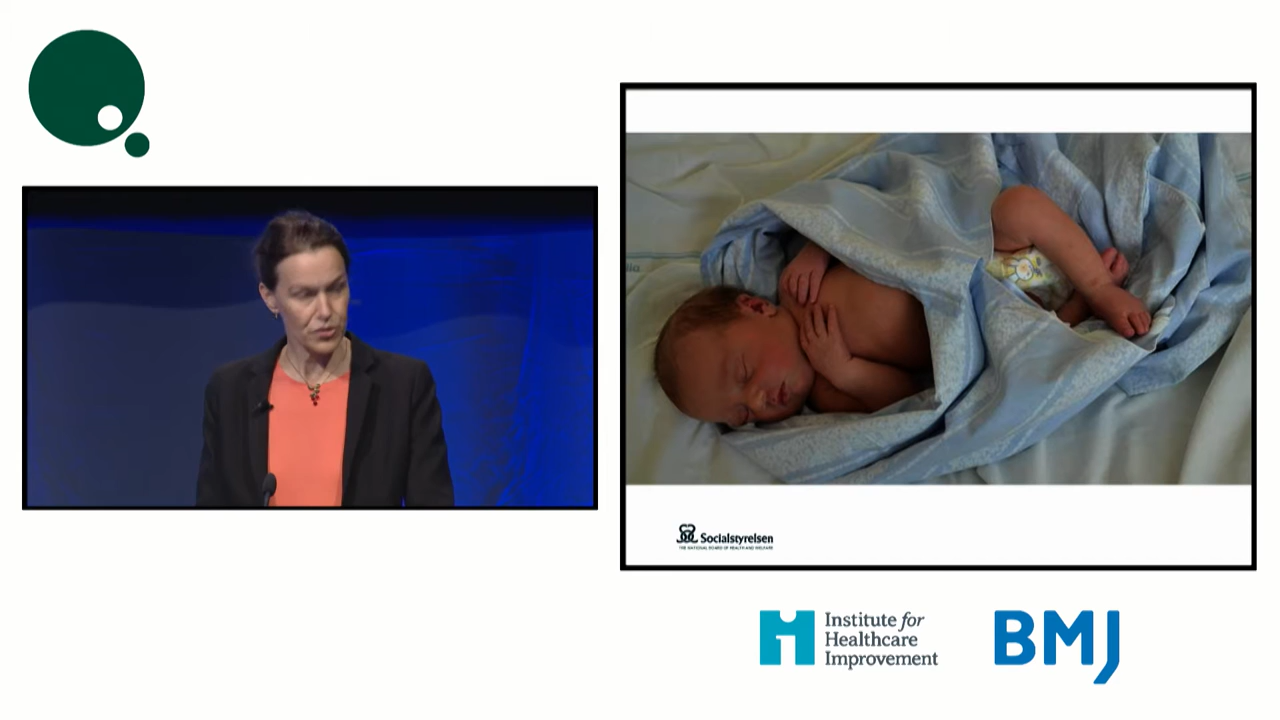 Socialstyrelsen
THE NATIONAL BOARD OF HEALTH AND WELFARE
Institute for
Healthcare
Improvement
BMJ